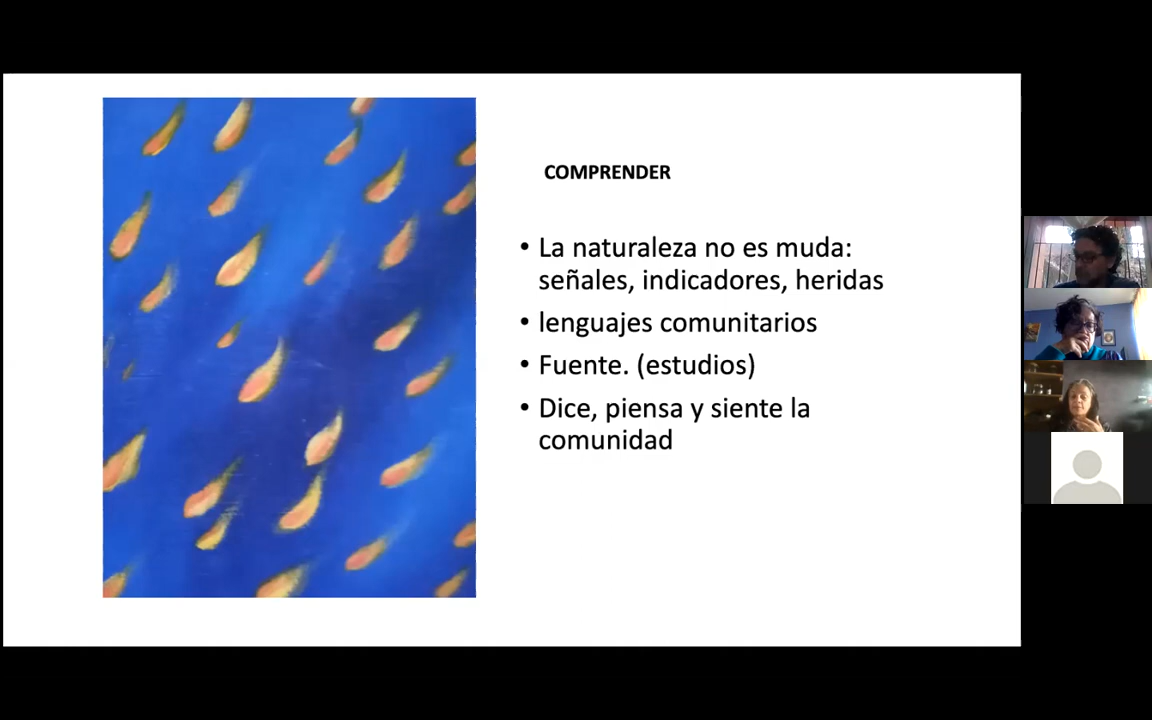 COMPRENDER
• La naturaleza no es muda:
señales, indicadores, heridas
• lenguajes comunitarios
• Fuente. (estudios)
• Dice, piensa y siente la
comunidad